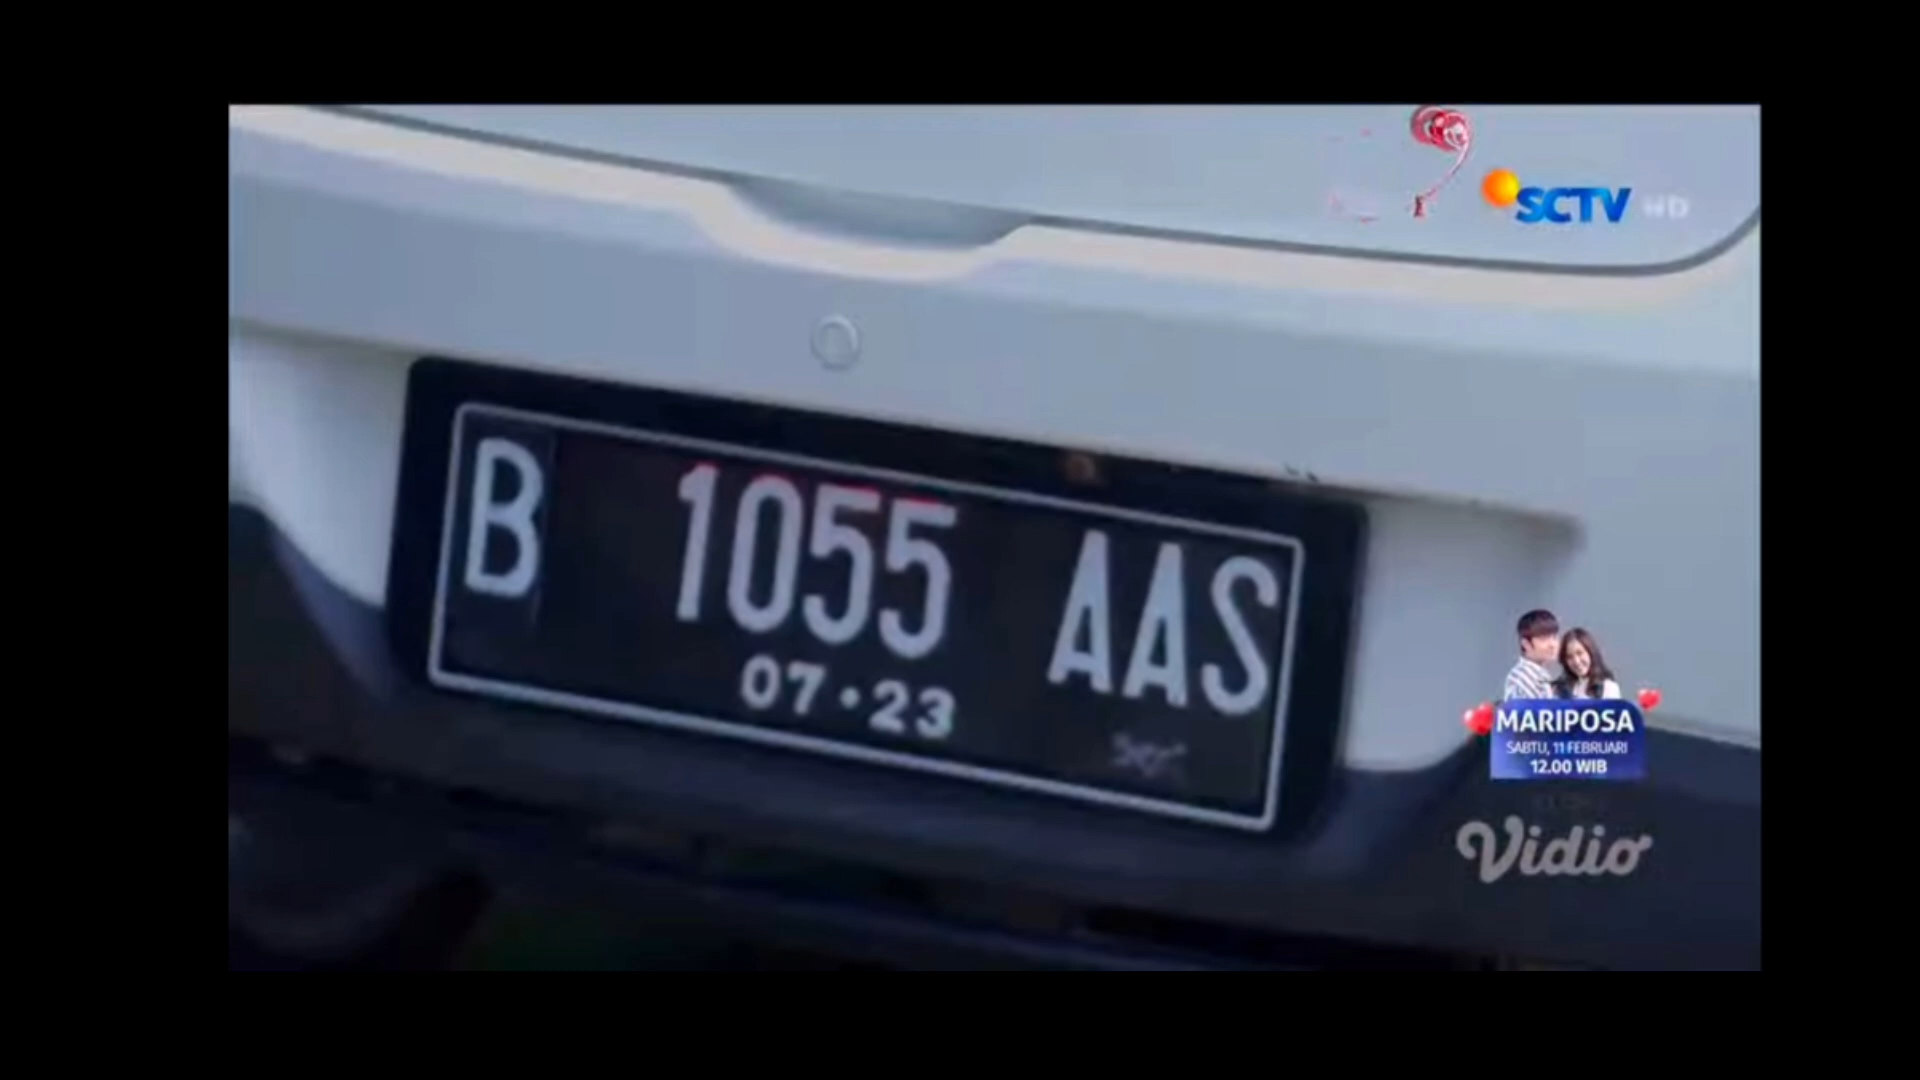 SCTV HD
B 1055 AAS
07·23
MARIPOSA
SABTU, 11 FEBRUARI
12.00 WIB
Vidio